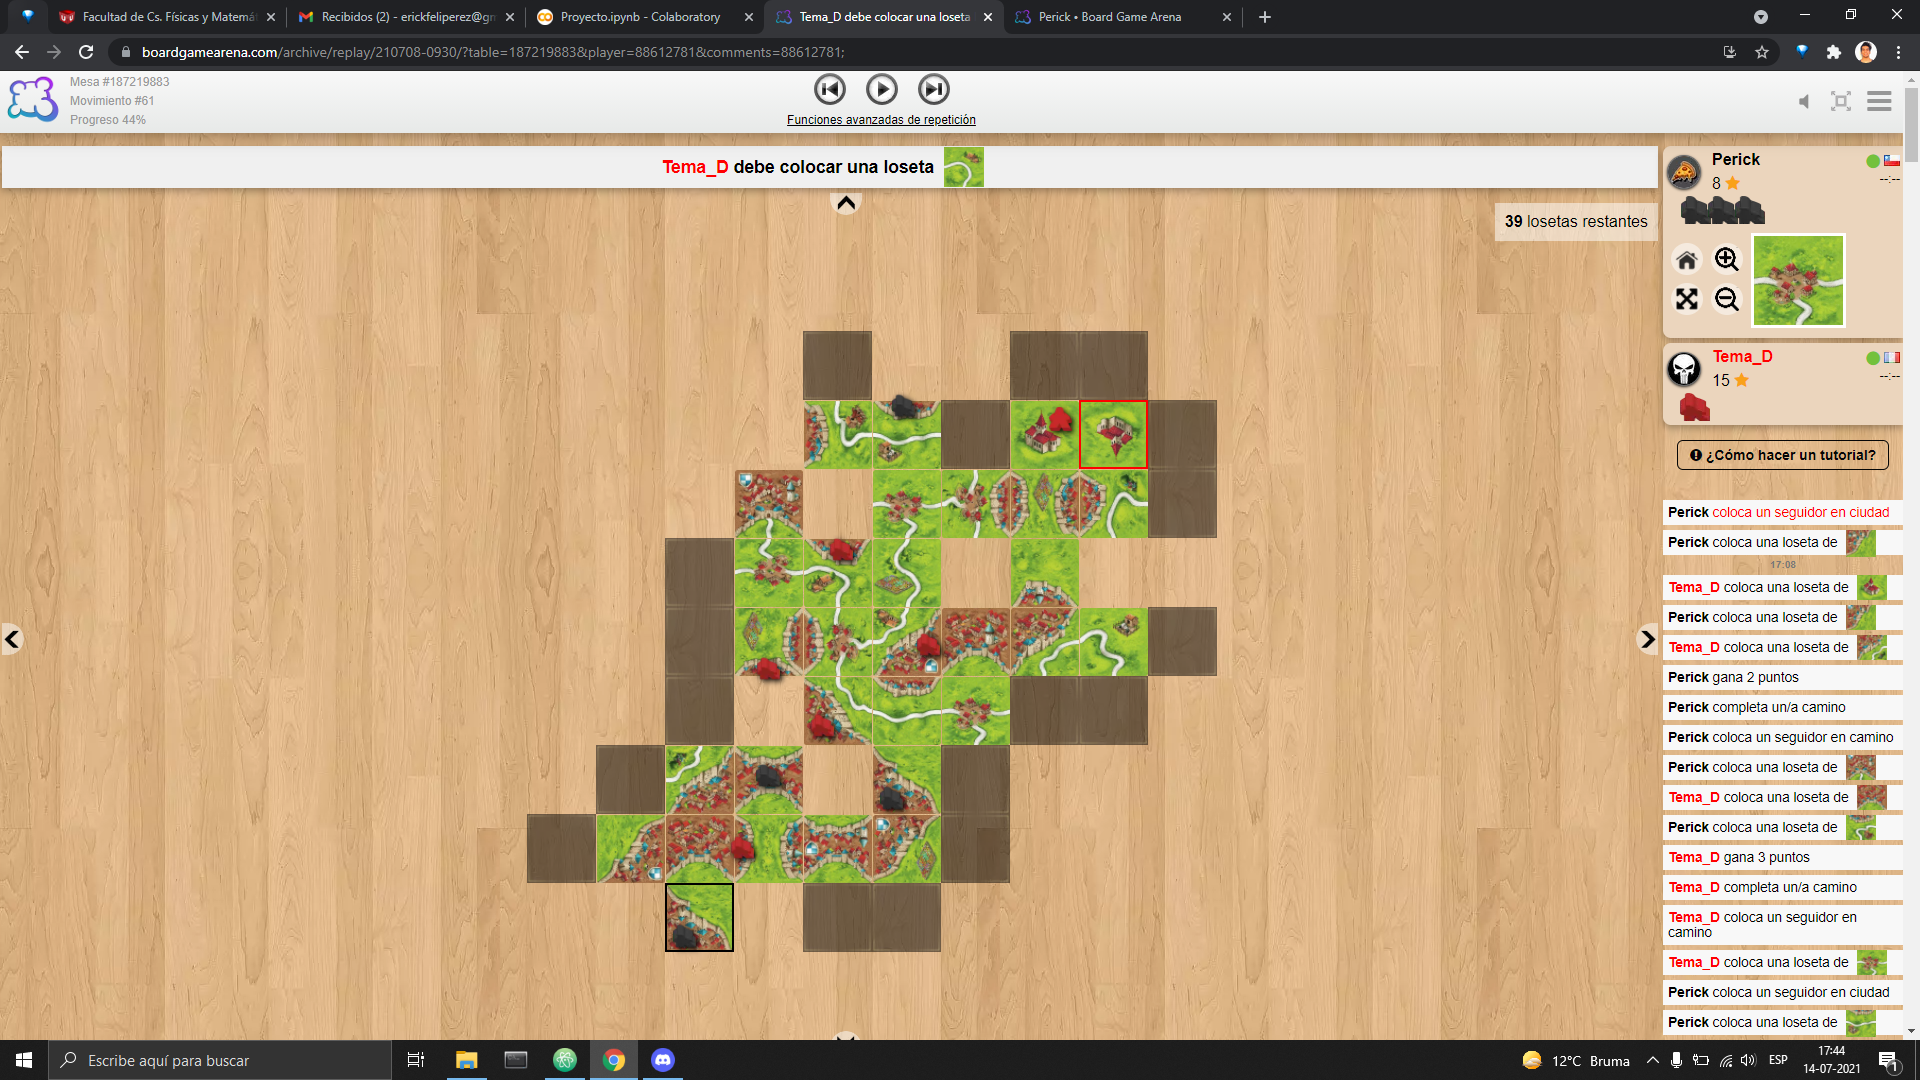 Facultad de Cs. Físicas y Matemá
Recibidos (2) - erickfeliperez@gm
Proyecto.ipynb - Colaboratory
Tema_D debe colocar una loseta
Perick • Board Game Arena
boardgamearena.com/archive/replay/210708-0930/?table=187219883&player=88612781&comments=88612781;
Mesa #187219883
Movimiento #61
Progreso 44%
Funciones avanzadas de repetición
Tema_D debe colocar una loseta
39 losetas restantes
Perick
8
--:--
Tema_D
15
--:--
¿Cómo hacer un tutorial?
Perick coloca un seguidor en ciudad
Perick coloca una loseta de
17:08
Tema_D coloca una loseta de
Perick coloca una loseta de
Tema_D coloca una loseta de
Perick gana 2 puntos
Perick completa un/a camino
Perick coloca un seguidor en camino
Perick coloca una loseta de
Tema_D coloca una loseta de
Perick coloca una loseta de
Tema_D gana 3 puntos
Tema_D completa un/a camino
Tema_D coloca un seguidor en
camino
Tema_D coloca una loseta de
Perick coloca un seguidor en ciudad
Perick coloca una loseta de
Escribe aquí para buscar
12°C Bruma
ESP
17:44
14-07-2021
1